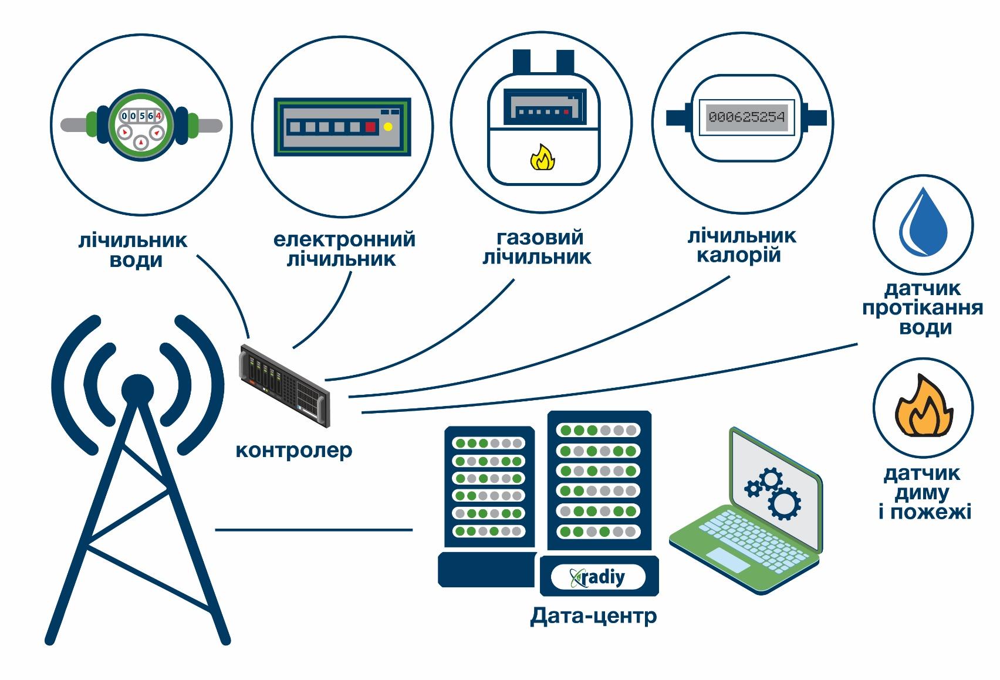 00564
000625254
лічильник
води
електронний
лічильник
газовий
лічильник
лічильник
калорій
датчик
протікання
води
контролер
датчик
диму
і пожежі
radiy
Дата-центр